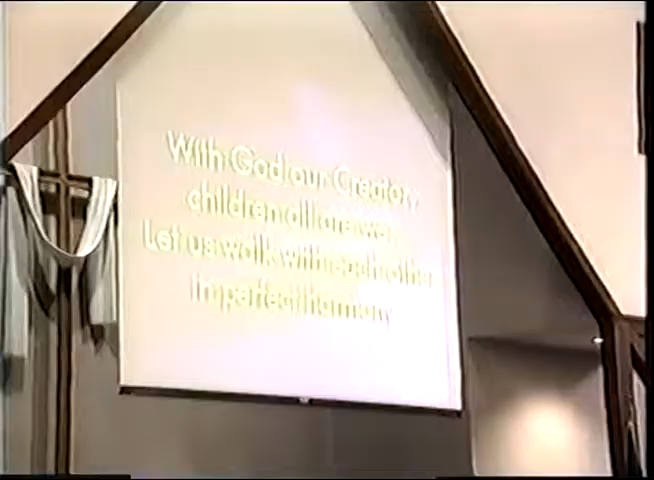 With God our Creator,
children all are we.
Let us walk with each other
in perfect harmony.